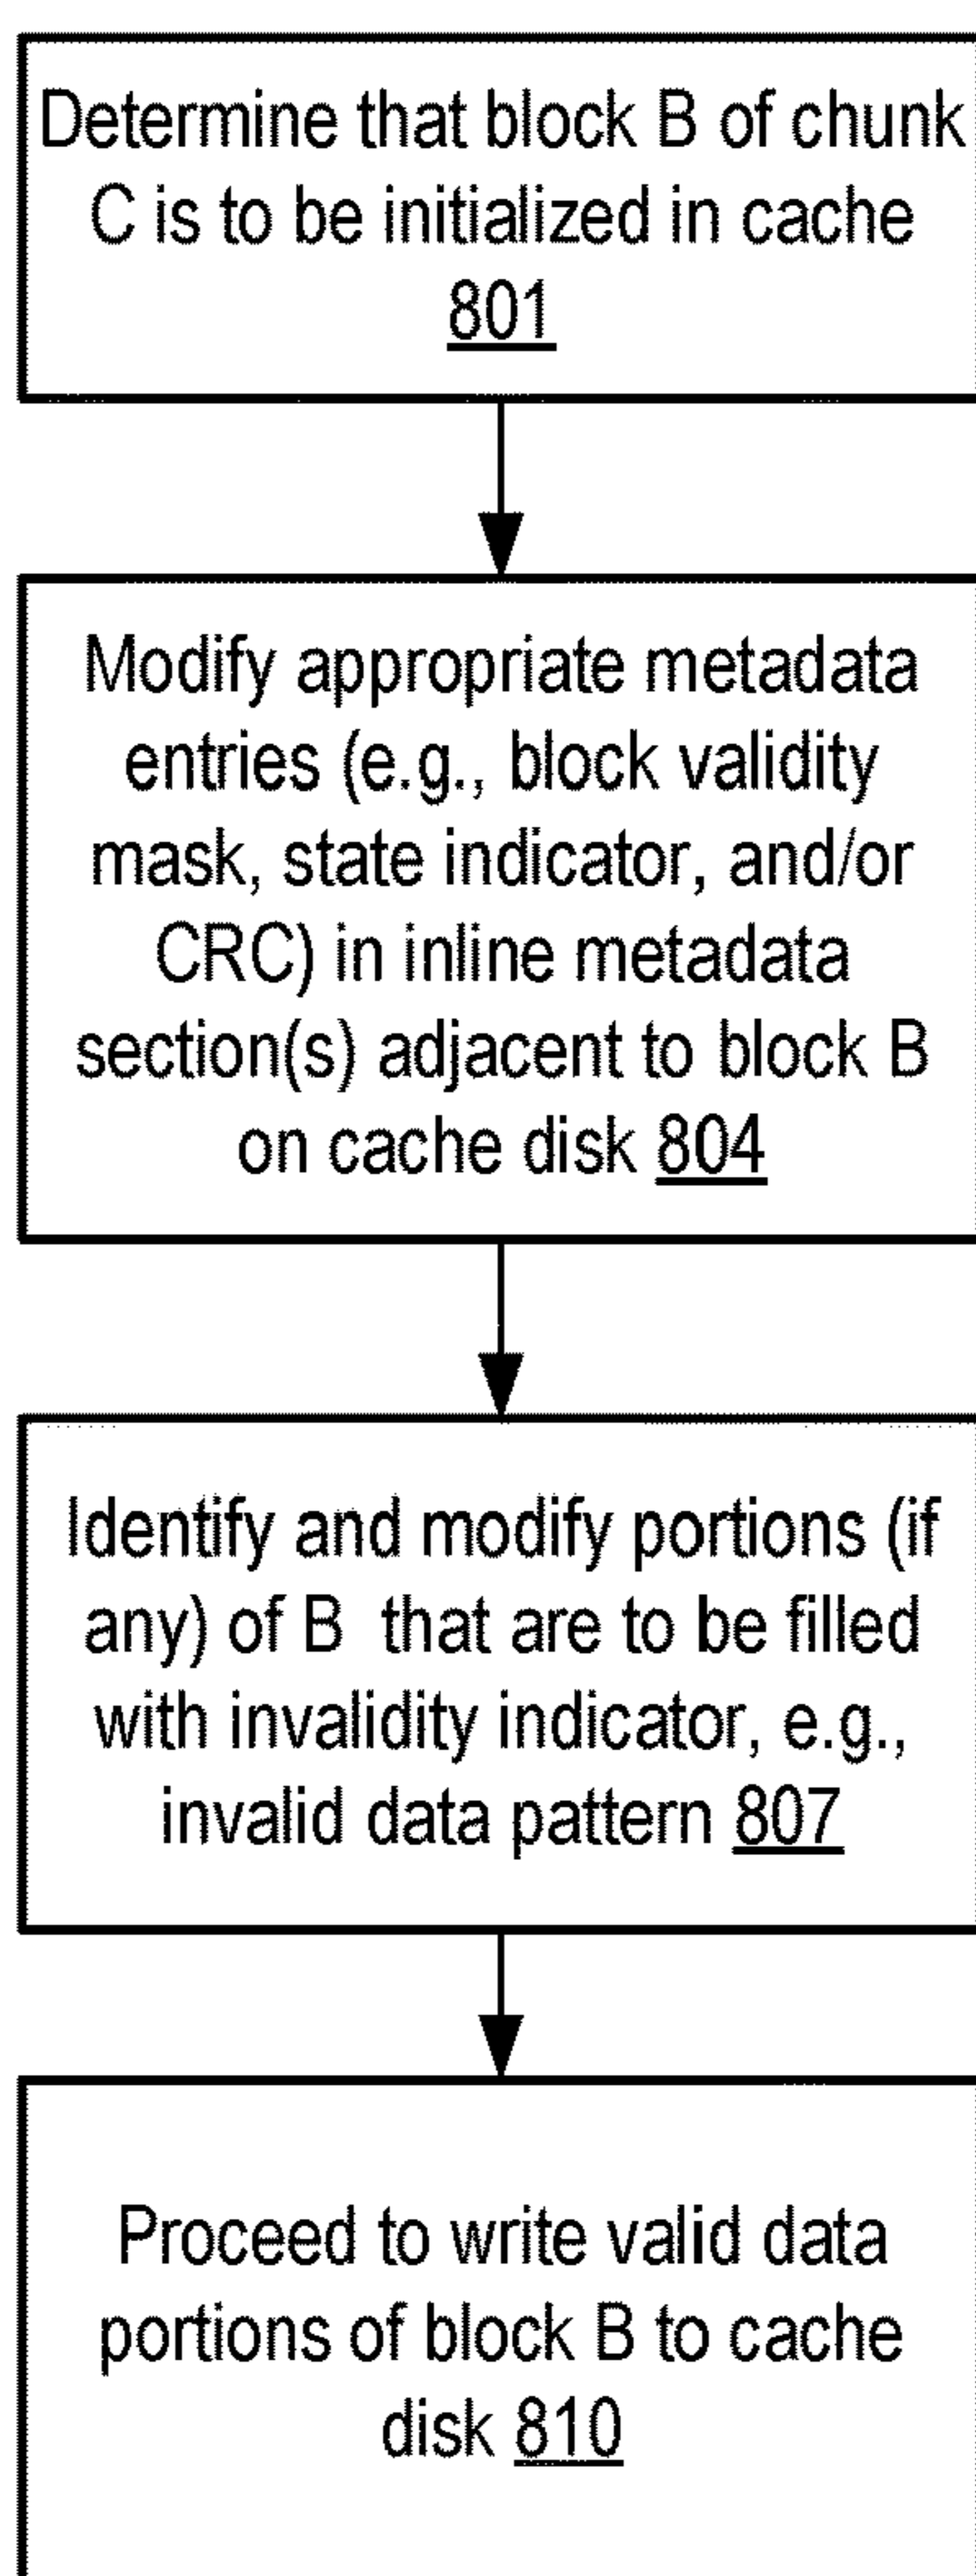 Determine that block B of chunk
C is to be initialized in cache
801
Modify appropriate metadata
entries (e.g., block validity
mask, state indicator, and/or
CRC) in inline metadata
section(s) adjacent to block B
on cache disk 804
Identify and modify portions (if
any) of B that are to be filled
with invalidity indicator, e.g.,
invalid data pattern 807
Proceed to write valid data
portions of block B to cache
disk 810